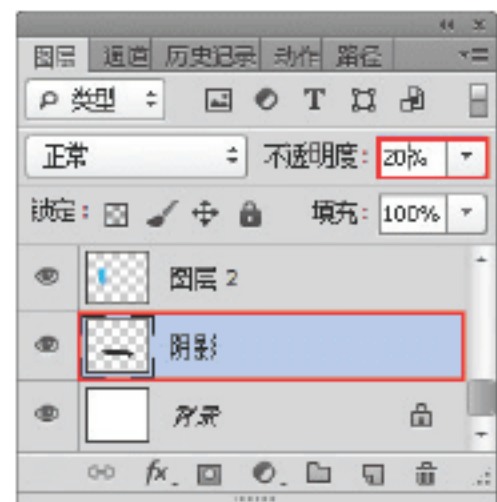 图层 通道 历史记录 动作 路径
类型 T
正常 不透明度: 20%
锁定: 填充: 100%
图层 2
阴影
背景
fx.